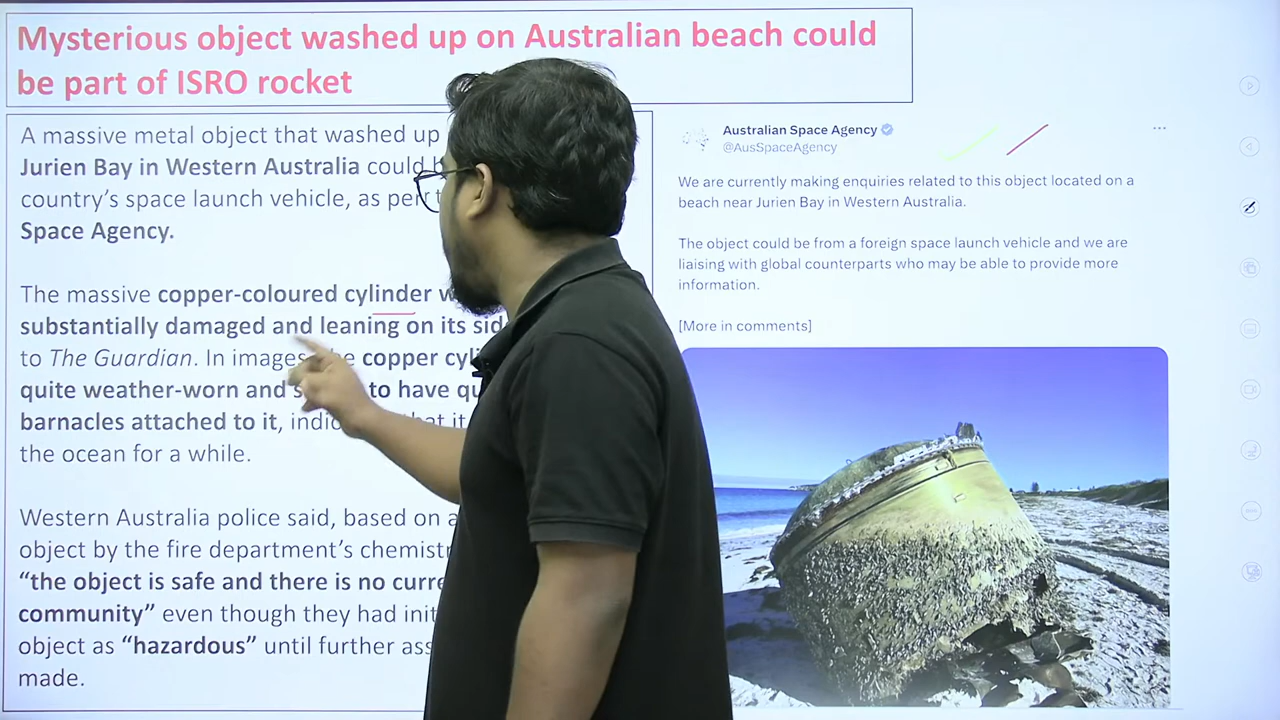 Mysterious object washed up on Australian beach could
be part of ISRO rocket
A massive metal object that washed up
Jurien Bay in Western Australia could
country's space launch vehicle, as per
Space Agency.
The massive copper-coloured cylinder
substantially damaged and leaning on its
to The Guardian. In images
copper
quite weather-worn and
to have
barnacles attached to it,
that it
the ocean for a while.
Western Australia police said, based on
object by the fire department's
"the object is safe and there is no
community" even though they had
object as "hazardous" until further
made.
Australian Space Agency
@AusSpaceAgency
We are currently making enquiries related to this object located on a
beach near Jurien Bay in Western Australia.
The object could be from a foreign space launch vehicle and we are
liaising with global counterparts who may be able to provide more
information.
[More in comments]